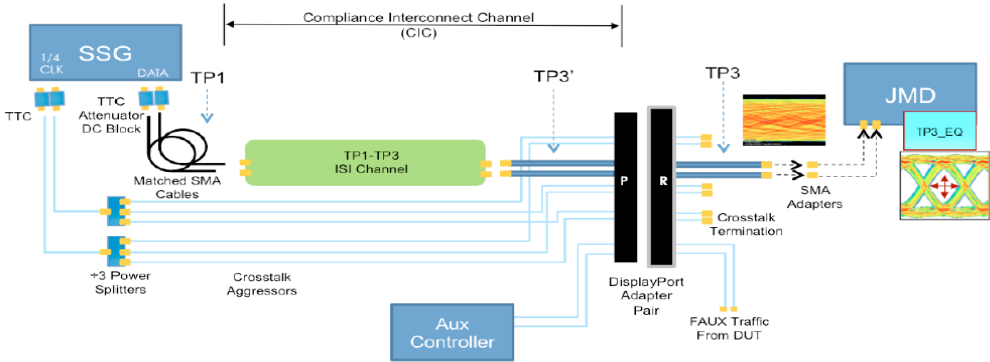 Compliance Interconnect Channel
(CIC)
SSG
1/4
CLK
DATA
TP1
TP3'
TP3
JMD
TTC
TTC
Attenuator
DC Block
TP3_EQ
TP1-TP3
ISI Channel
Matched SMA
Cables
P
R
SMA
Adapters
Crosstalk
Termination
÷3 Power
Splitters
Crosstalk
Aggressors
DisplayPort
Adapter
Pair
Aux
Controller
FAUX Traffic
From DUT